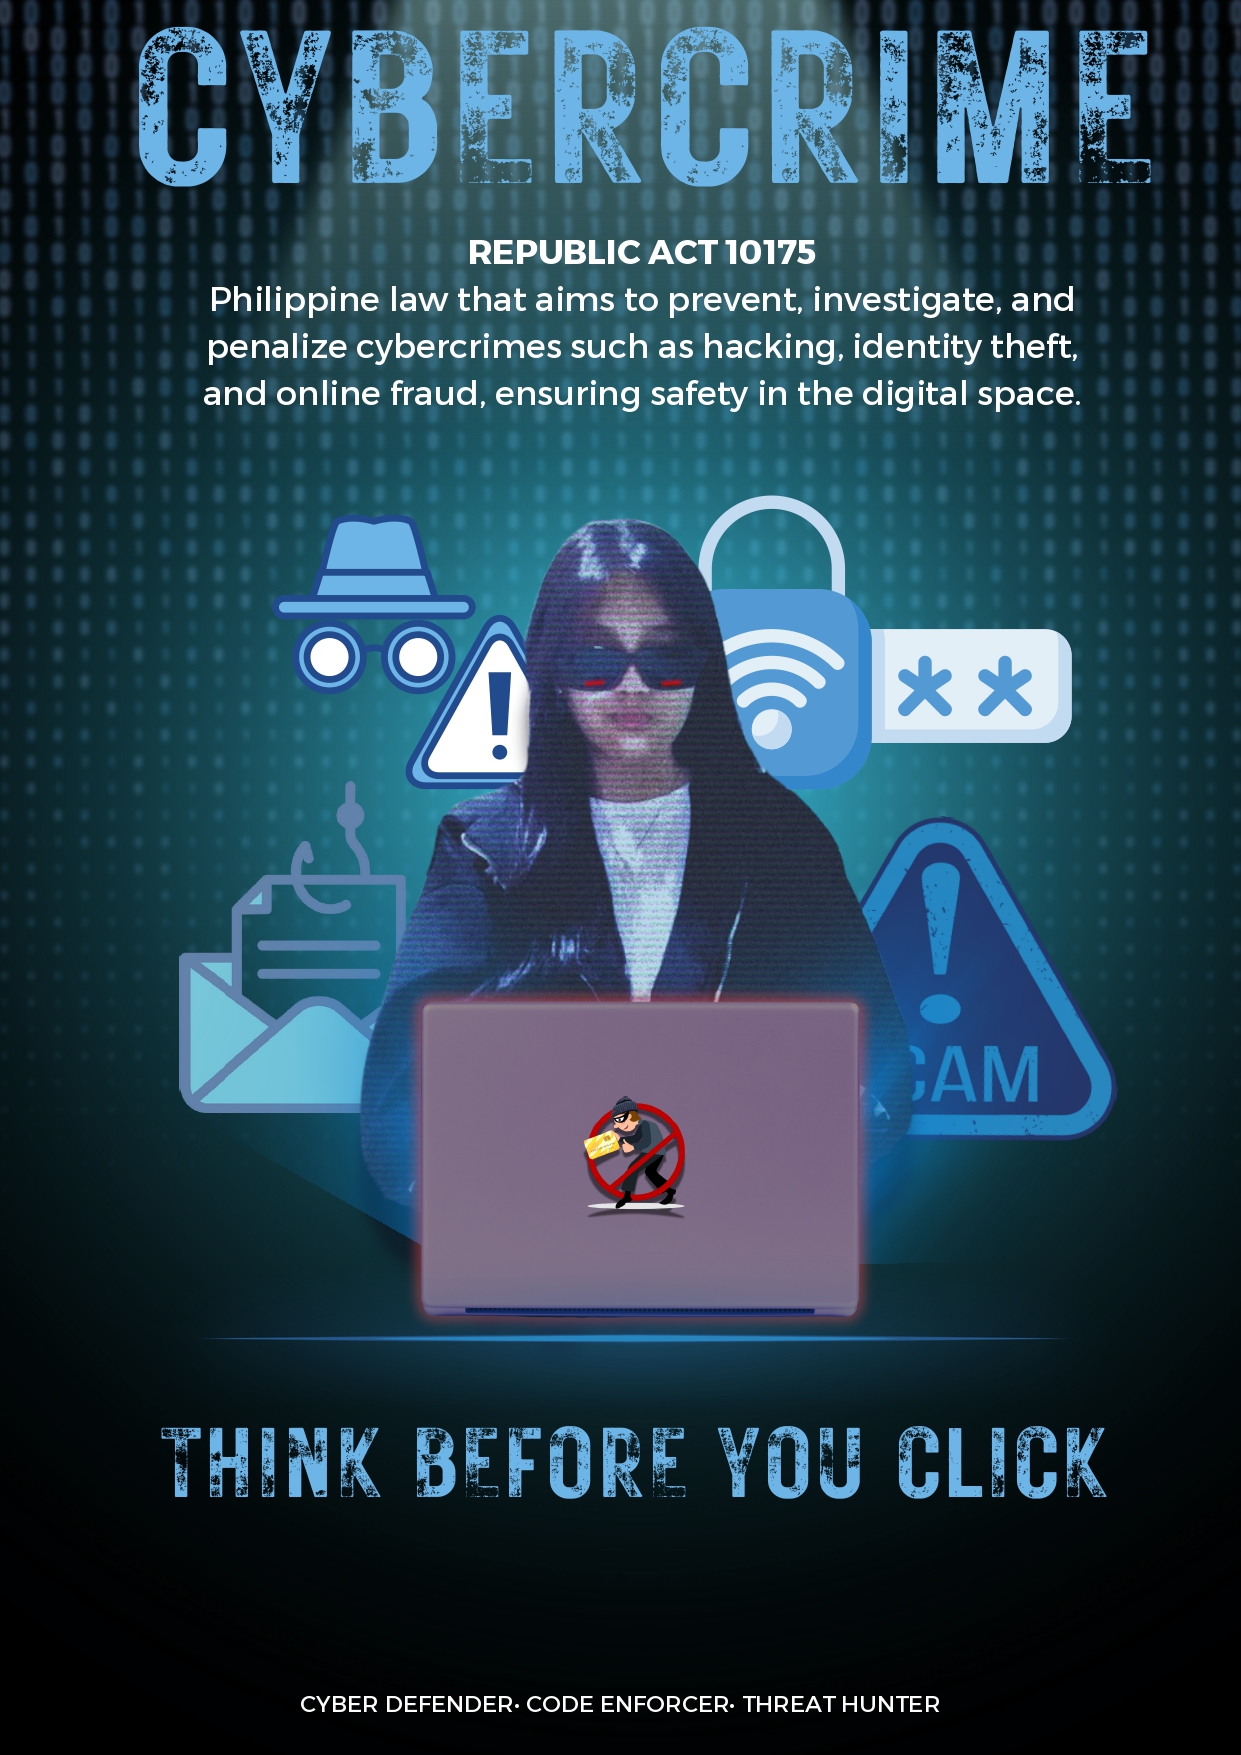 CYBERCRIME
REPUBLIC ACT 10175
Philippine law that aims to prevent, investigate, and
penalize cybercrimes such as hacking, identity theft,
and online fraud, ensuring safety in the digital space.
**
CAM
THINK BEFORE YOU CLICK
CYBER DEFENDER• CODE ENFORCER• THREAT HUNTER